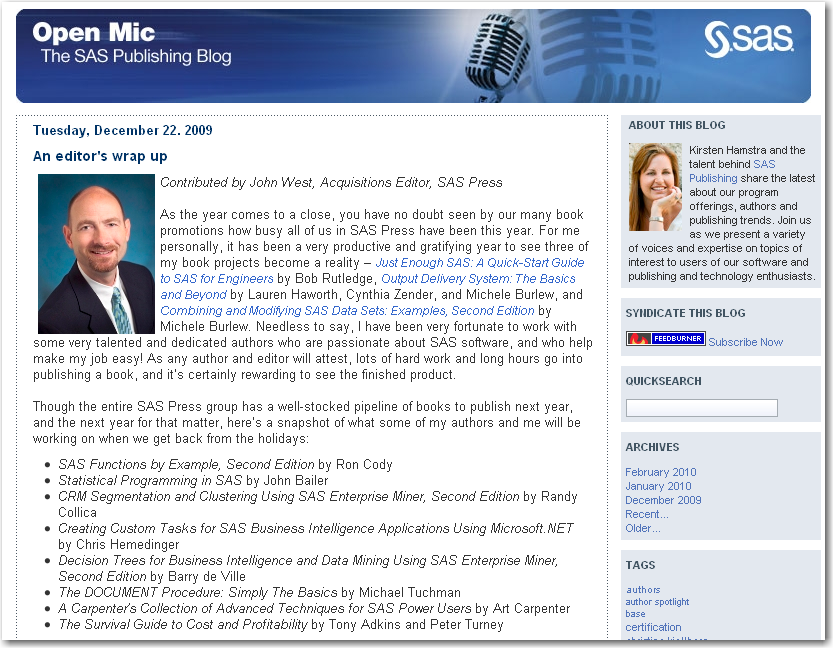 Open Mic
The SAS Publishing Blog
sas.
Tuesday, December 22. 2009
An editor's wrap up
Contributed by John West, Acquisitions Editor, SAS Press
As the year comes to a close, you have no doubt seen by our many book
promotions how busy all of us in SAS Press have been this year. For me
personally, it has been a very productive and gratifying year to see three of
my book projects become a reality – Just Enough SAS: A Quick-Start Guide
to SAS for Engineers by Bob Rutledge, Output Delivery System: The Basics
and Beyond by Lauren Haworth, Cynthia Zender, and Michele Burlew, and
Combining and Modifying SAS Data Sets: Examples, Second Edition by
Michele Burlew. Needless to say, I have been very fortunate to work with
some very talented and dedicated authors who are passionate about SAS software, and who help
make my job easy! As any author and editor will attest, lots of hard work and long hours go into
publishing a book, and it's certainly rewarding to see the finished product.
Though the entire SAS Press group has a well-stocked pipeline of books to publish next year,
and the next year for that matter, here's a snapshot of what some of my authors and me will be
working on when we get back from the holidays:
• SAS Functions by Example, Second Edition by Ron Cody
• Statistical Programming in SAS by John Bailer
• CRM Segmentation and Clustering Using SAS Enterprise Miner, Second Edition by Randy
Collica
• Creating Custom Tasks for SAS Business Intelligence Applications Using Microsoft.NET
by Chris Hemedinger
• Decision Trees for Business Intelligence and Data Mining Using SAS Enterprise Miner,
Second Edition by Barry de Ville
• The DOCUMENT Procedure: Simply The Basics by Michael Tuchman
• A Carpenter's Collection of Advanced Techniques for SAS Power Users by Art Carpenter
• The Survival Guide to Cost and Profitability by Tony Adkins and Peter Turney
ABOUT THIS BLOG
Kirsten Hamstra and the
talent behind SAS
Publishing share the latest
about our program
offerings, authors and
publishing trends. Join us
as we present a variety
of voices and expertise on topics of
interest to users of our software and
publishing and technology enthusiasts.
SYNDICATE THIS BLOG
FEEDBURNER Subscribe Now
QUICKSEARCH
ARCHIVES
February 2010
January 2010
December 2009
Recent...
Older...
TAGS
authors
author spotlight
base
certification